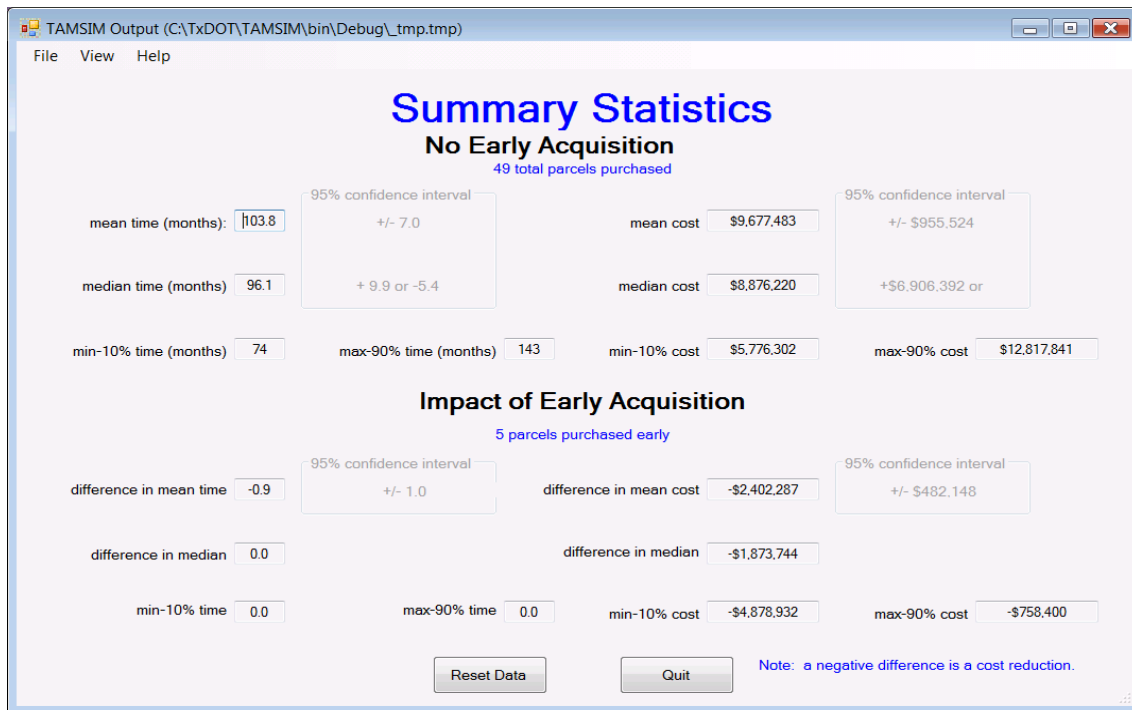 TAMSIM Output (C:\TxDOT\TAMSIM\bin\Debug\_tmp.tmp)
File View Help
Summary Statistics
No Early Acquisition
49 total parcels purchased
95% confidence interval 95% confidence interval
mean time (months): 103.8 +/- 7.0 mean cost $9,677,483 +/- $955,524
median time (months) 96.1 + 9.9 or -5.4 median cost $8,876,220 +$6,906,392 or
min-10% time (months) 74 max-90% time (months) 143 min-10% cost $5,776,302 max-90% cost $12,817,841
Impact of Early Acquisition
5 parcels purchased early
95% confidence interval 95% confidence interval
difference in mean time -0.9 +/- 1.0 difference in mean cost -$2,402,287 +/- $482,148
difference in median 0.0 difference in median -$1,873,744
min-10% time 0.0 max-90% time 0.0 min-10% cost -$4,878,932 max-90% cost -$758,400
Reset Data Quit Note: a negative difference is a cost reduction.